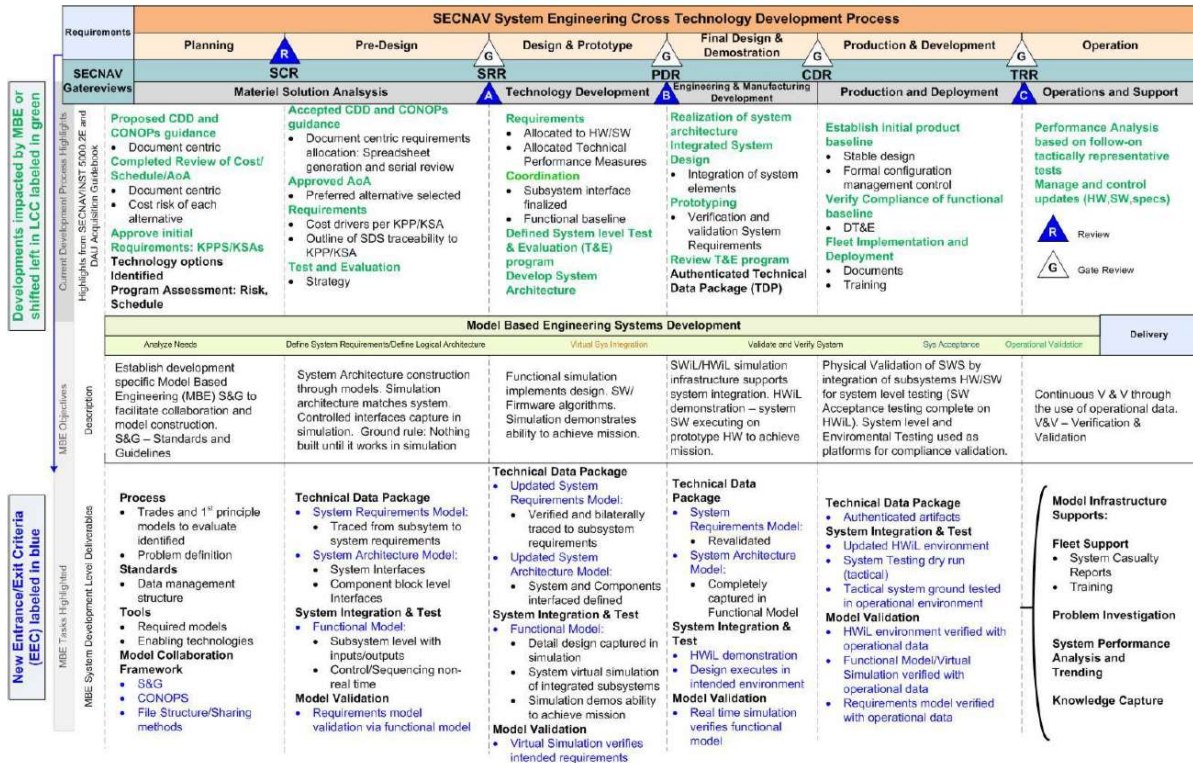 SECNAV System Engineering Cross Technology Development Process
Requirements
Planning
Pre-Design
Design & Prototype
Final Design &
Demostration
Production & Development
Operation
R
G
G
G
G
SECNAV
Gatereviews
SCR
SRR
PDR
CDR
TRR
Materiel Solution Analysis
A
Technology Development
B
Engineering & Manufacturing
Development
Production and Deployment
C
Operations and Support
Developments impacted by MBE or
shifted left in LCC labeled in green
Current Development Process Highlights
Highlights from SECNAV/INST 5000.2E and
DAU Acquisition Guidebook
Proposed CDD and
CONOPs guidance
• Document centric
Completed Review of Cost/
Schedule/AoA
• Document centric
• Cost risk of each
alternative
Approve initial
Requirements: KPPS/KSAs
Technology options
Identified
Program Assessment: Risk,
Schedule
Accepted CDD and CONOPs
guidance
• Document centric requirements
allocation: Spreadsheet
generation and serial review
Approved AoA
• Preferred alternative selected
Requirements
• Cost drivers per KPP/KSA
• Outline of SDS traceability to
KPP/KSA
Test and Evaluation
• Strategy
Requirements
• Allocated to HW/SW
• Allocated Technical
Performance Measures
Coordination
• Subsystem interface
finalized
• Functional baseline
Defined System level Test
& Evaluation (T&E)
program
Develop System
Architecture
Realization of system
architecture
Integrated System
Design
• Integration of system
elements
Prototyping
• Verification and
validation System
Requirements
Review T&E program
Authenticated Technical
Data Package (TDP)
Establish initial product
baseline
• Stable design
• Formal configuration
management control
Verify Compliance of functional
baseline
• DT&E
Fleet Implementation and
Deployment
• Documents
• Training
Performance Analysis
based on follow-on
tactically representative
tests
Manage and control
updates (HW,SW,specs)
R
Review
G
Gate Review
Model Based Engineering Systems Development
Delivery
Analyze Needs
Define System Requirements/Define Logical Architecture
Virtual Sys Integration
Validate and Verify System
Sys Acceptance
Operational Validation
MBE Objectives
Description
Establish development
specific Model Based
Engineering (MBE) S&G to
facilitate collaboration and
model construction.
S&G – Standards and
Guidelines
System Architecture construction
through models. Simulation
architecture matches system.
Controlled interfaces capture in
simulation. Ground rule: Nothing
built until it works in simulation
Functional simulation
implements design. SW/
Firmware algorithms.
Simulation demonstrates
ability to achieve mission.
SWiL/HWiL simulation
infrastructure supports
system integration. HWiL
demonstration – system
SW executing on
prototype HW to achieve
mission.
Physical Validation of SWS by
integration of subsystems HW/SW
for system level testing (SW
Acceptance testing complete on
HWiL). System level and
Enviromental Testing used as
platforms for compliance validation.
Continuous V & V through
the use of operational data.
V&V – Verification &
Validation
New Entrance/Exit Criteria
(EEC) labeled in blue
MBE Tasks Highlighted
MBE System Development Level Deliverables
Process
• Trades and 1st principle
models to evaluate
identified
• Problem definition
Standards
• Data management
structure
Tools
• Required models
• Enabling technologies
Model Collaboration
Framework
• S&G
• CONOPS
• File Structure/Sharing
methods
Technical Data Package
• System Requirements Model:
• Traced from subsytem to
system requirements
• System Architecture Model:
• System Interfaces
• Component block level
Interfaces
System Integration & Test
• Functional Model:
• Subsystem level with
inputs/outputs
• Control/Sequencing non-
real time
Model Validation
• Requirements model
validation via functional model
Technical Data Package
• Updated System
Requirements Model:
• Verified and bilaterally
traced to subsystem
requirements
• Updated System
Architecture Model:
• System and Components
interfaced defined
System Integration & Test
• Functional Model:
• Detail design captured in
simulation
• System virtual simulation
of integrated subsystems
• Simulation demos ability
to achieve mission
Model Validation
• Virtual Simulation verifies
intended requirements
Technical Data
Package
• System
Requirements Model:
• Revalidated
• System Architecture
Model:
• Completely
captured in
Functional Model
System Integration &
Test
• HWiL demonstration
• Design executes in
intended environment
Model Validation
• Real time simulation
verifies functional
model
Technical Data Package
• Authenticated artifacts
System Integration & Test
• Updated HWiL environment
• System Testing dry run
(tactical)
• Tactical system ground tested
in operational environment
Model Validation
• HWiL environment verified with
operational data
• Functional Model/Virtual
Simulation verified with
operational data
• Requirements model verified
with operational data
Model Infrastructure
Supports:
Fleet Support
• System Casualty
Reports
• Training
Problem Investigation
System Performance
Analysis and
Trending
Knowledge Capture